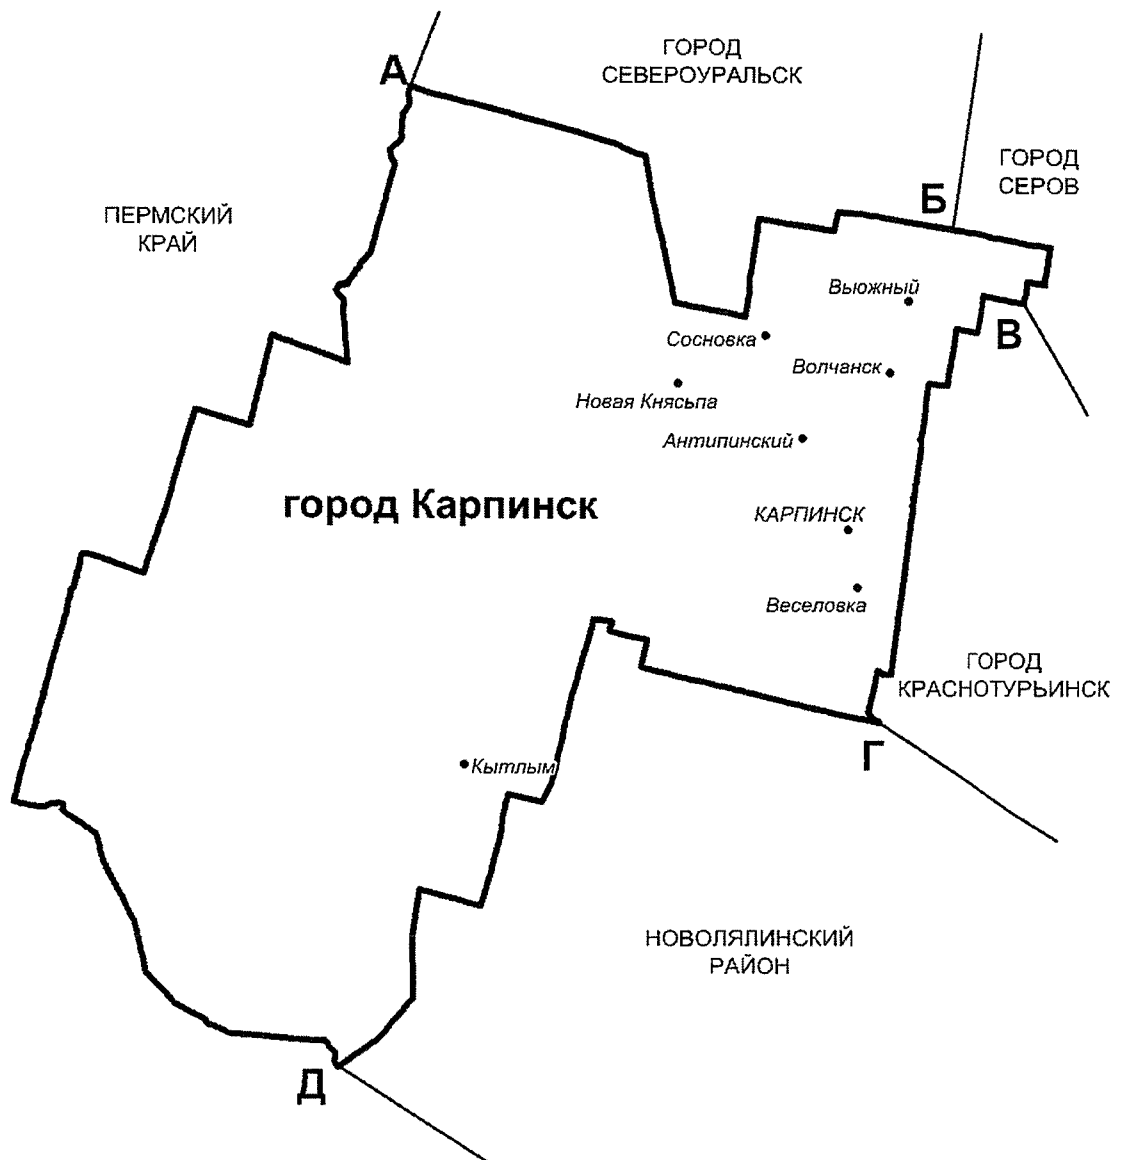 ГОРОД
СЕВЕРОУРАЛЬСК
А
ГОРОД
СЕРОВ
Б
ПЕРМСКИЙ
КРАЙ
Вьюжный
В
Сосновка
Волчанск
Новая Княсьпа
Антипинский
город Карпинск
КАРПИНСК
Веселовка
ГОРОД
КРАСНОТУРЬИНСК
Г
Кытлым
НОВОЛЯЛИНСКИЙ
РАЙОН
Д